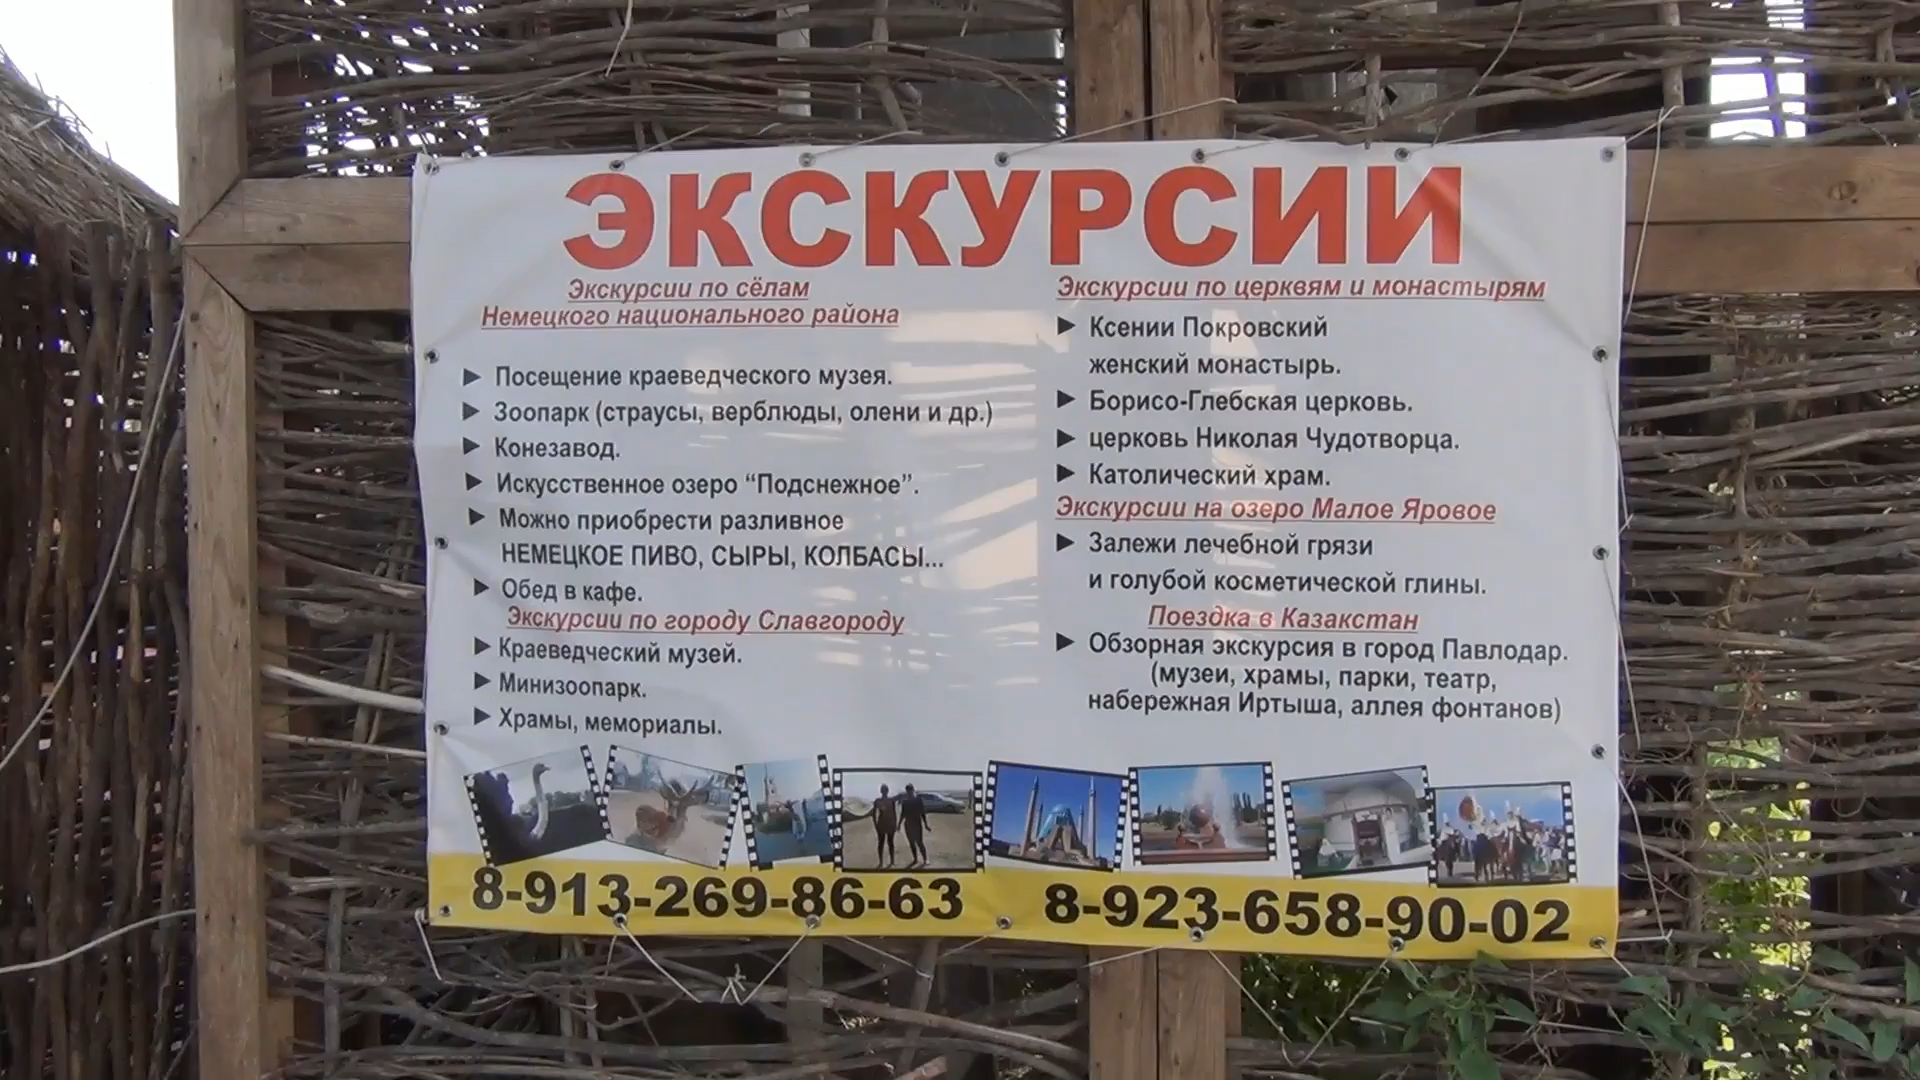 ЭКСКУРСИИ
Экскурсии по сёлам
Немецкого национального района
► Посещение краеведческого музея.
► Зоопарк (страусы, верблюды, олени и др.)
► Конезавод.
► Искусственное озеро “Подснежное”.
► Можно приобрести разливное
НЕМЕЦКОЕ ПИВО, СЫРЫ, КОЛБАСЫ...
► Обед в кафе.
Экскурсии по городу Славгороду
► Краеведческий музей.
► Минизоопарк.
► Храмы, мемориалы.
Экскурсии по церквям и монастырям
► Ксении Покровский
женский монастырь.
► Борисо-Глебская церковь.
► церковь Николая Чудотворца.
► Католический храм.
Экскурсии на озеро Малое Яровое
► Залежи лечебной грязи
и голубой косметической глины.
Поездка в Казакстан
► Обзорная экскурсия в город Павлодар.
(музеи, храмы, парки, театр,
набережная Иртыша, аллея фонтанов)
8-913-269-86-63
8-923-658-90-02